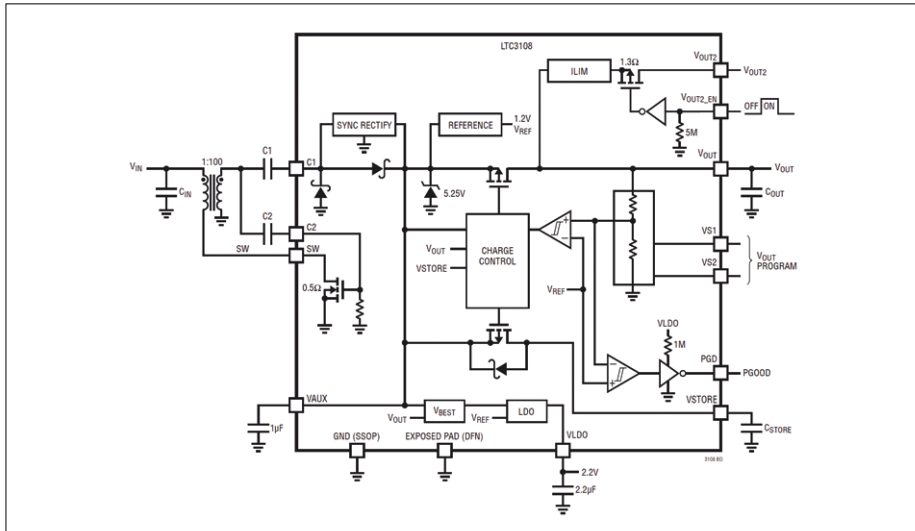 LTC3108
ILIM
1.3Ω
VOUT2
VOUT2
VOUT2_EN
OFF ON
5M
SYNC RECTIFY
REFERENCE
1.2V
VREF
VOUT
VOUT
COUT
VIN
CIN
1:100
C1
C1
5.25V
C2
C2
SW
SW
0.5Ω
VOUT
VSTORE
CHARGE
CONTROL
+
−
VREF
VS1
VS2
VOUT
PROGRAM
VLDO
1M
−
+
PGD
PGOOD
VSTORE
CSTORE
VAUX
1µF
VOUT
VBEST
VREF
LDO
VLDO
GND (SSOP)
EXPOSED PAD (DFN)
2.2V
2.2µF
3108 BD